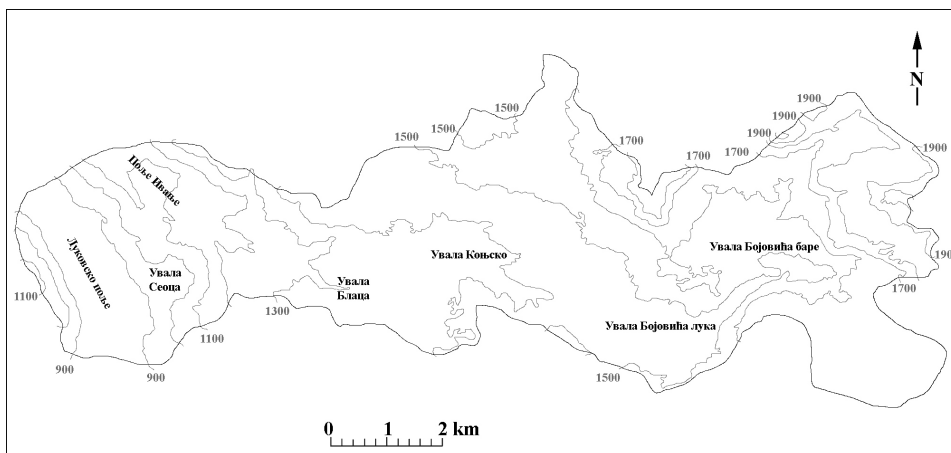 1900
1500
1900
N
1500
1700
1900
1500
1700
1700
1900
Поље Ивање
Луковско поље
Увала Коњско
Увала Бојовића баре
190
Увала
Сеоца
Увала
Блаца
1700
1100
1300
Увала Бојовића лука
1100
900
900
1500
0 1 2 km